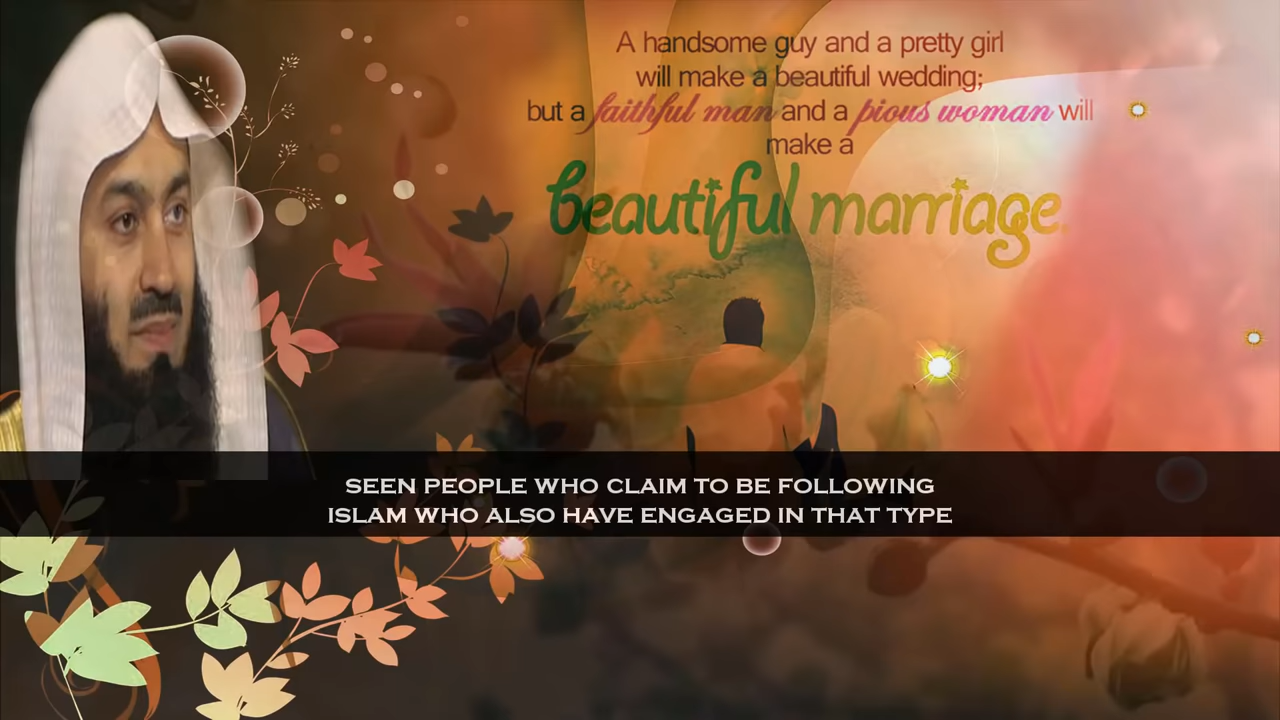 A handsome guy and a pretty girl
will make a beautiful wedding;
but a faithful man and a pious woman will
make a
beautiful marriage.
SEEN PEOPLE WHO CLAIM TO BE FOLLOWING
ISLAM WHO ALSO HAVE ENGAGED IN THAT TYPE